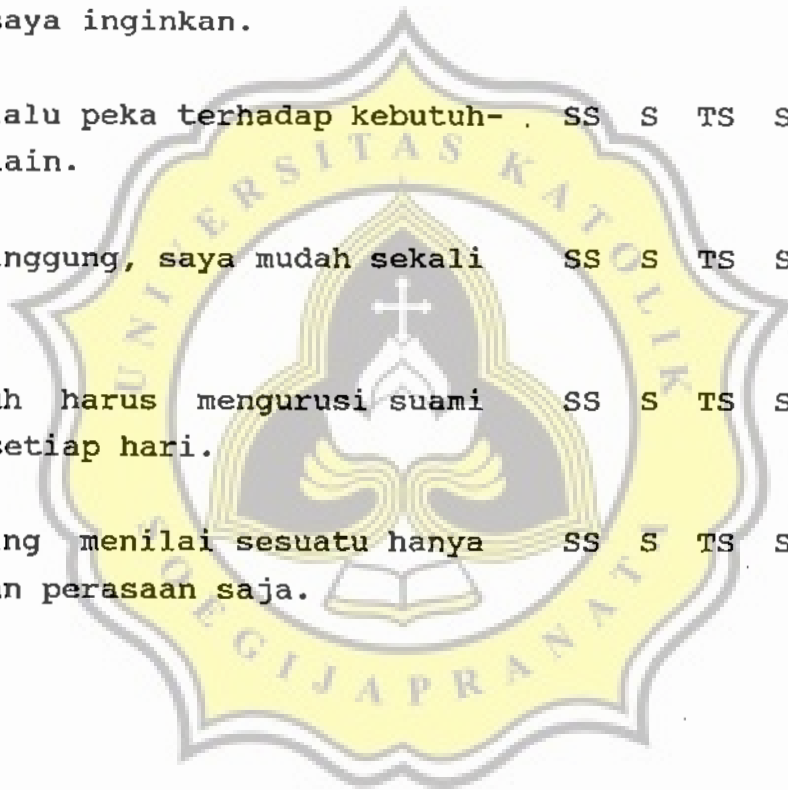 saya inginkan.
alu peka terhadap kebutuh- . SS S TS S
lain.
nggung, saya mudah sekali SS S TS S
h harus mengurusi suami SS S TS S
setiap hari.
ng menilai sesuatu hanya SS S TS S
n perasaan saja.
UNIVERSITAS KATOLIK
SOEGIJAPRANATA